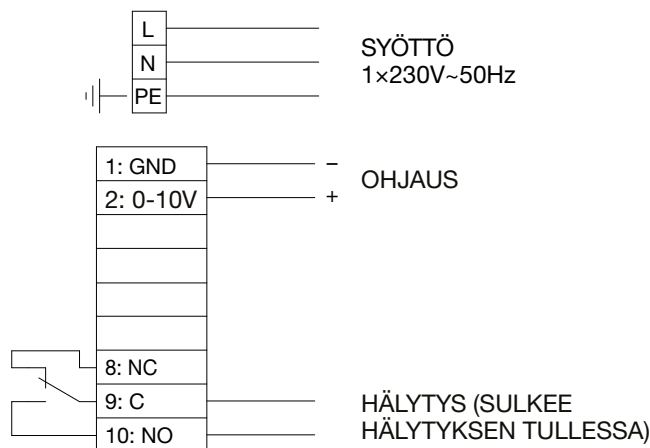 L
N
PE
SYÖTTÖ
1×230V~50Hz
1: GND
2: 0-10V
–
+
OHJAUS
8: NC
9: C
10: NO
HÄLYTYS (SULKEE
HÄLYTYKSEN TULLESSA)